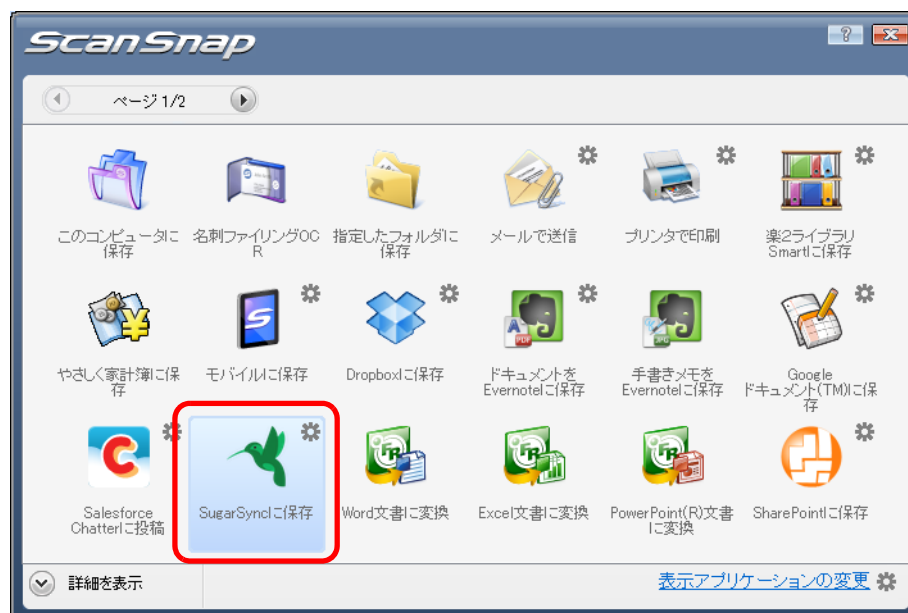 ScanSnap
?
ページ 1/2
このコンピュータに
保存
名刺ファイリングOC
R
指定したフォルダに
保存
メールで送信
プリンタで印刷
楽2ライブラリ
Smartに保存
やさしく家計簿に保
存
モバイルに保存
Dropboxに保存
ドキュメントを
Evernoteに保存
手書きメモを
Evernoteに保存
Google
ドキュメント(TM)に保
存
Salesforce
Chatterに投稿
SugarSyncに保存
Word文書に変換
Excel文書に変換
PowerPoint(R)文書
に変換
SharePointに保存
詳細を表示
表示アプリケーションの変更